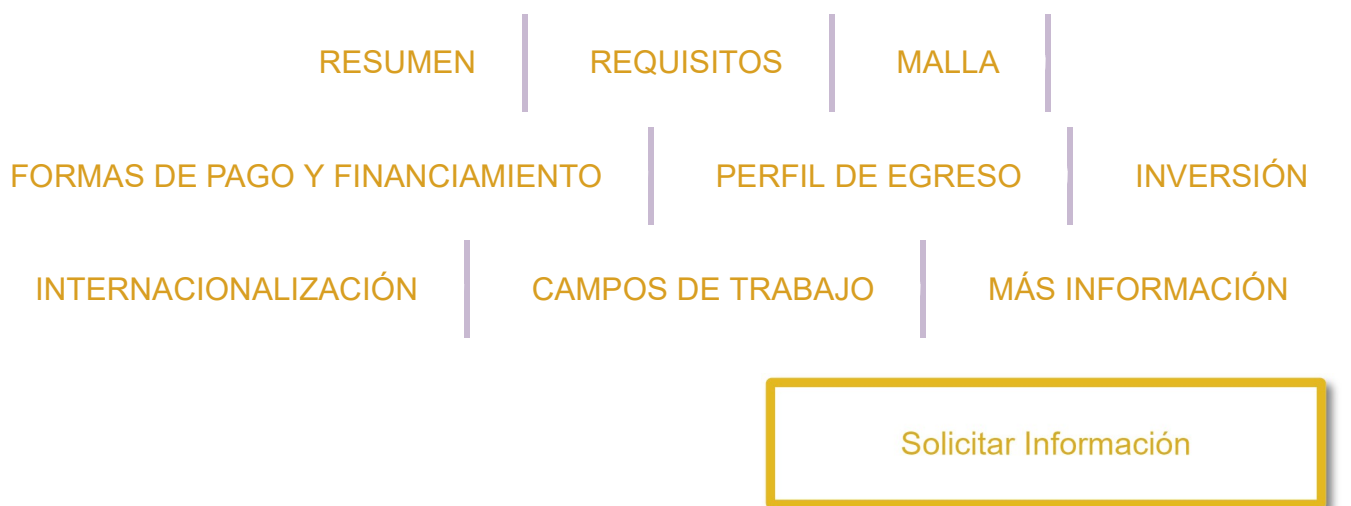 RESUMEN REQUISITOS MALLA
FORMAS DE PAGO Y FINANCIAMIENTO PERFIL DE EGRESO INVERSIÓN
INTERNACIONALIZACIÓN CAMPOS DE TRABAJO MÁS INFORMACIÓN
Solicitar Información